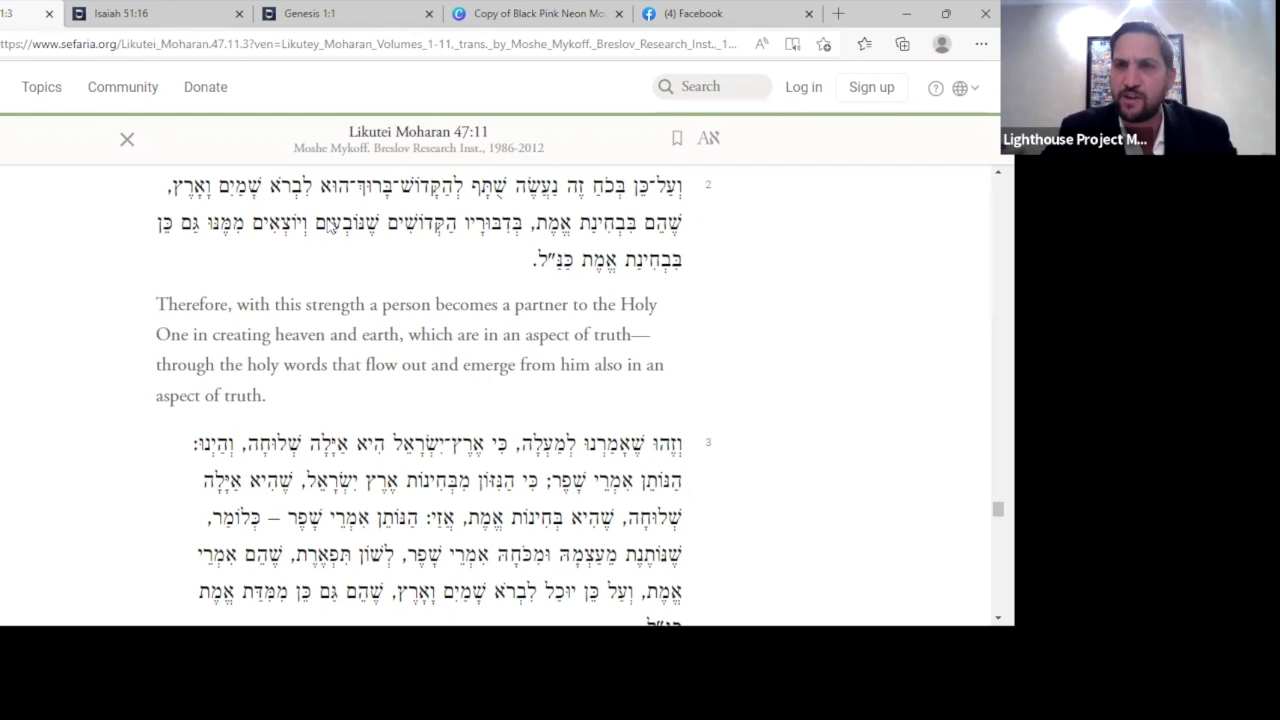 1:3
Isaiah 51:16
Genesis 1:1
Copy of Black Pink Neon Mo
(4) Facebook
ttps://www.sefaria.org/Likutei_Moharan.47.11.3?ven=Likutey_Moharan_Volumes_1-11,_trans._by_Moshe_Mykoff._Breslov_Research_Inst.,_1...
Topics Community Donate Search Log in Sign up
Likutei Moharan 47:11
Moshe Mykoff. Breslov Research Inst., 1986-2012
Lighthouse Project M...
2
וְעַל־כֵּן בְּכֹחַ זֶה נַעֲשֶׂה שֻׁתָּף לְהַקָּדוֹשׁ־בָּרוּךְ־הוּא לִבְרֹא שָׁמַיִם וָאָרֶץ,
שֶׁהֵם בִּבְחִינַת אֱמֶת, בְּדִבּוּרָיו הַקְּדוֹשִׁים שֶׁנּוֹבְעִים וְיוֹצְאִים מִמֶּנּוּ גַּם כֵּן
בִּבְחִינַת אֱמֶת כַּנַּ"ל.
Therefore, with this strength a person becomes a partner to the Holy
One in creating heaven and earth, which are in an aspect of truth—
through the holy words that flow out and emerge from him also in an
aspect of truth.
3
וְזֶהוּ שֶׁאָמַרְנוּ לְמַעְלָה, כִּי אֶרֶץ־יִשְׂרָאֵל הִיא אַיָּלָה שְׁלוּחָה, וְהַיְנוּ:
הַנּוֹתֵן אִמְרֵי שָׁפֶר; כִּי הַנִּזּוֹן מִבְּחִינוֹת אֶרֶץ יִשְׂרָאֵל, שֶׁהִיא אַיָּלָה
שְׁלוּחָה, שֶׁהִיא בְּחִינוֹת אֱמֶת, אֲזַי: הַנּוֹתֵן אִמְרֵי שָׁפֶר – כְּלוֹמַר,
שֶׁנּוֹתֶנֶת מֵעַצְמָהּ וּמִכֹּחָהּ אִמְרֵי שָׁפֶר, לְשׁוֹן תִּפְאֶרֶת, שֶׁהֵם אִמְרֵי
אֱמֶת, וְעַל כֵּן יוּכַל לִבְרֹא שָׁמַיִם וָאָרֶץ, שֶׁהֵם גַּם כֵּן מִמִּדַּת אֱמֶת